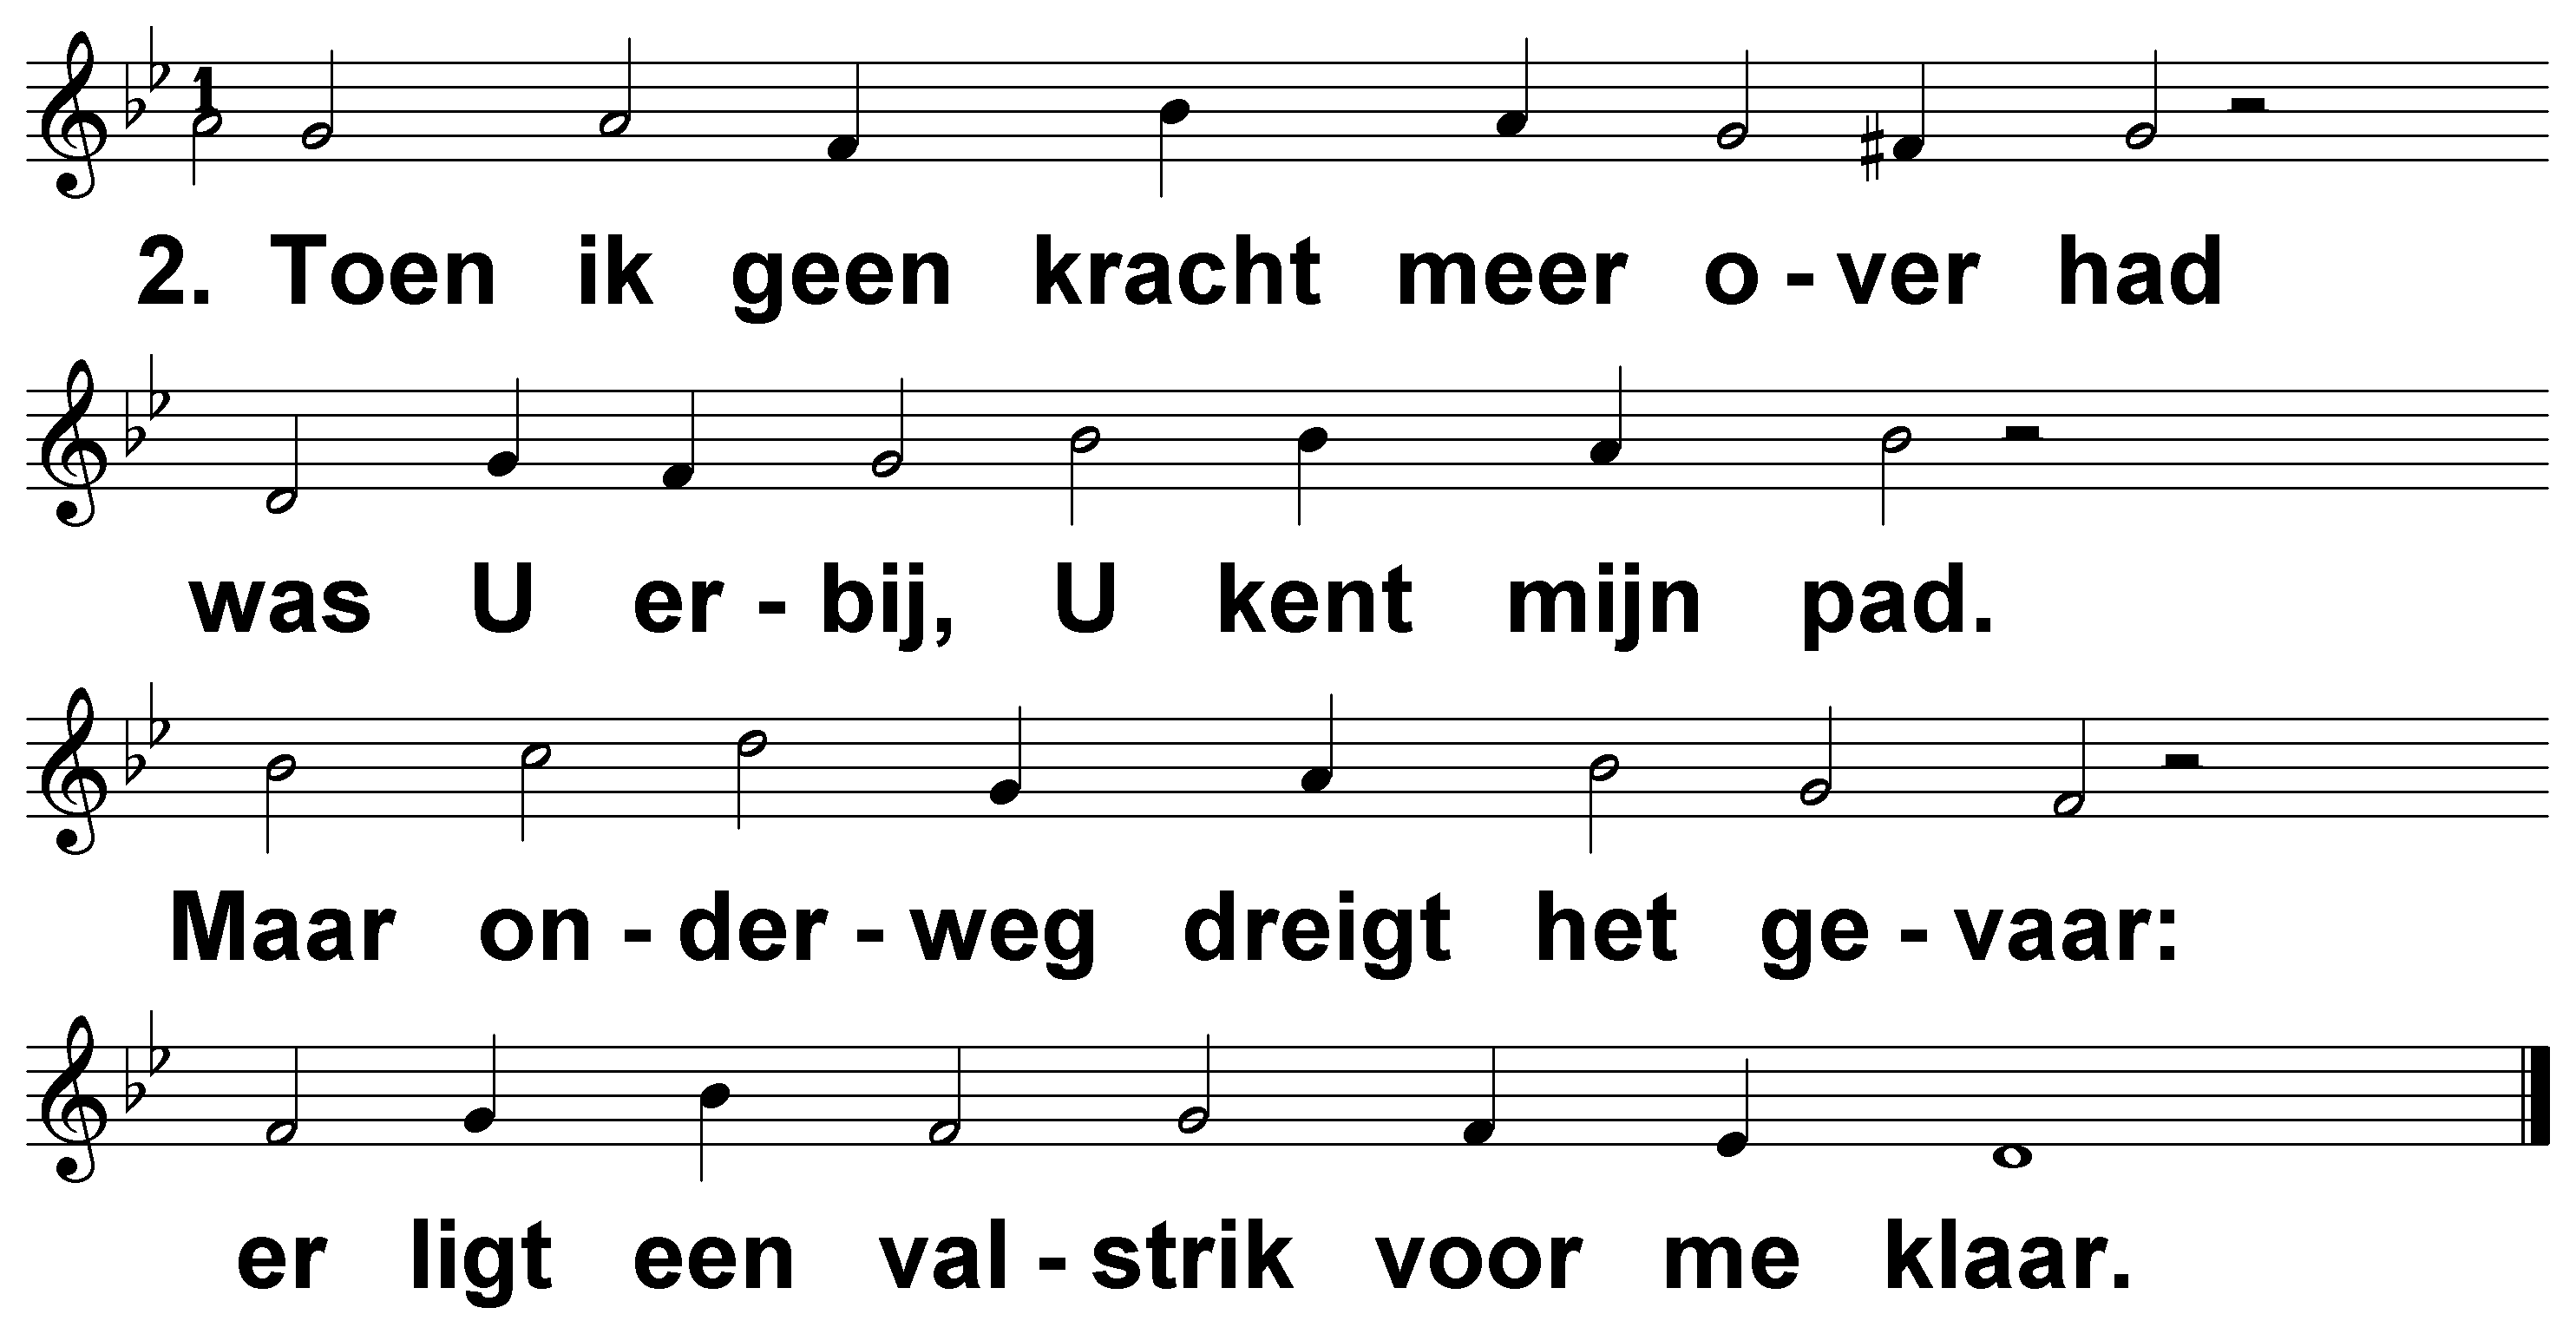 2. Toen ik geen kracht meer o - ver had
was U er - bij, U kent mijn pad.
Maar on - der - weg dreigt het ge - vaar:
er ligt een val - strik voor me klaar.